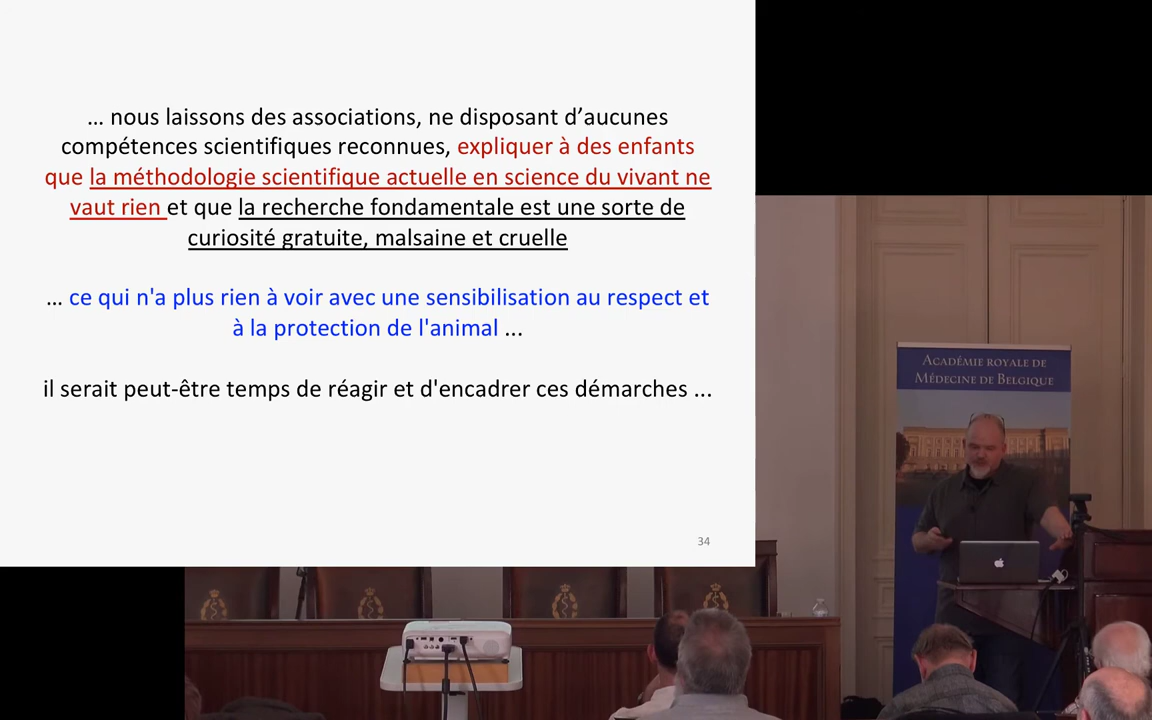 ... nous laissons des associations, ne disposant d’aucunes
compétences scientifiques reconnues, expliquer à des enfants
que la méthodologie scientifique actuelle en science du vivant ne
vaut rien et que la recherche fondamentale est une sorte de
curiosité gratuite, malsaine et cruelle
... ce qui n'a plus rien à voir avec une sensibilisation au respect et
à la protection de l'animal ...
il serait peut-être temps de réagir et d'encadrer ces démarches ...
34
Académie royale de
Médecine de Belgique